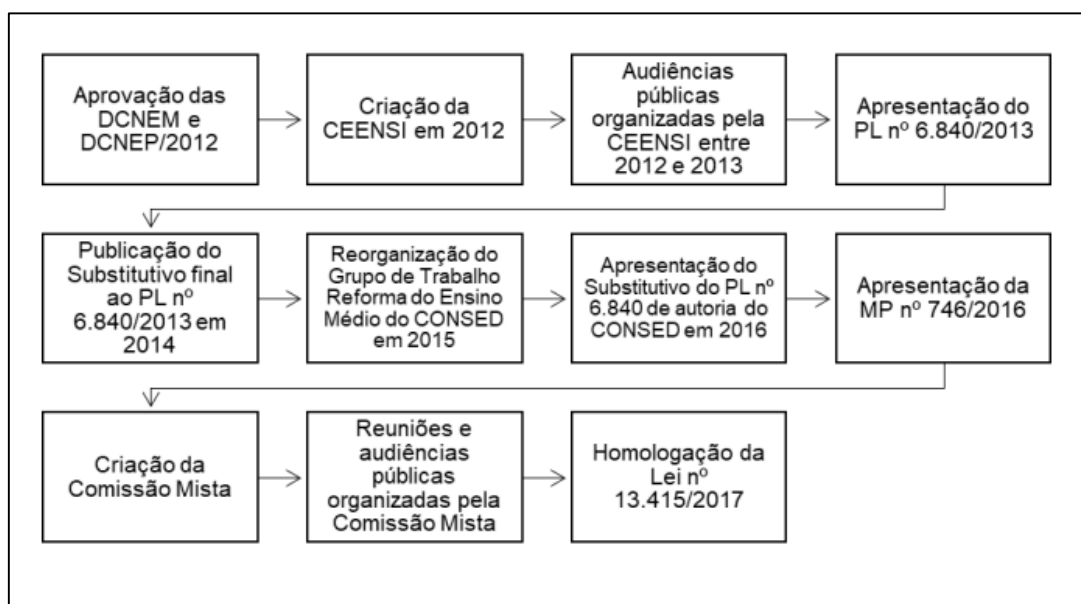 Aprovação das
DCNEM e
DCNEP/2012
Criação da
CEENSI em 2012
Audiências
públicas
organizadas pela
CEENSI entre
2012 e 2013
Apresentação do
PL nº 6.840/2013
Publicação do
Substitutivo final
ao PL nº
6.840/2013 em
2014
Reorganização do
Grupo de Trabalho
Reforma do Ensino
Médio do CONSED
em 2015
Apresentação do
Substitutivo do PL nº
6.840 de autoria do
CONSED em 2016
Apresentação da
MP nº 746/2016
Criação da
Comissão Mista
Reuniões e
audiências
públicas
organizadas pela
Comissão Mista
Homologação da
Lei nº
13.415/2017